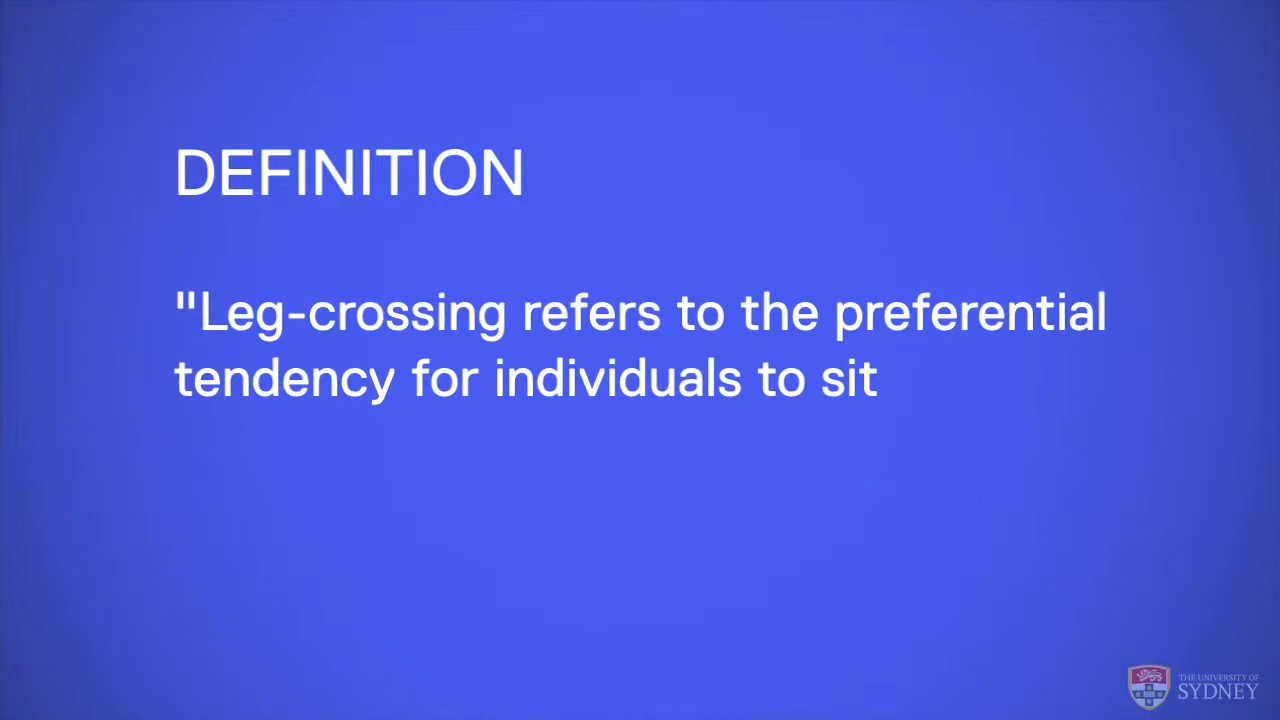 DEFINITION
"Leg-crossing refers to the preferential
tendency for individuals to sit
THE UNIVERSITY OF
SYDNEY